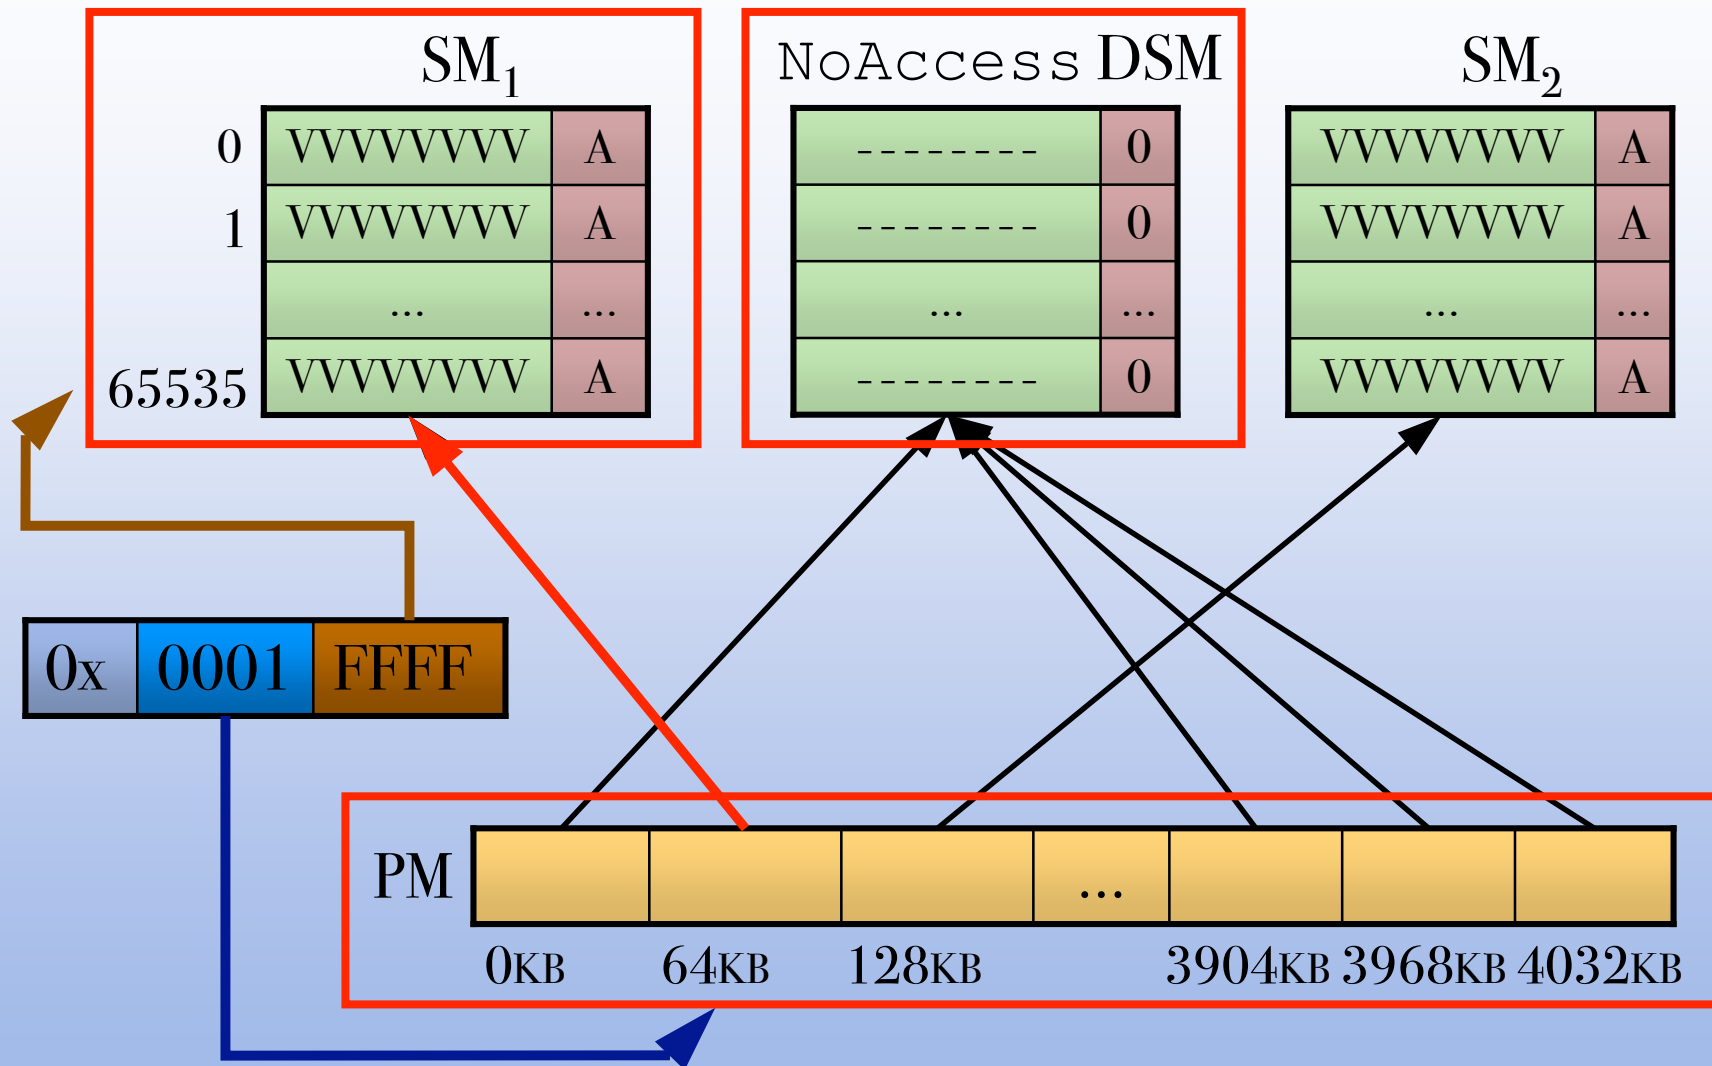 SM1 NoAccess DSM SM2
0 VVVVVVVV A -------- 0 VVVVVVVV A
1 VVVVVVVV A -------- 0 VVVVVVVV A
... ... ... ... ... ...
65535 VVVVVVVV A -------- 0 VVVVVVVV A
0x 0001 FFFF
PM ...
0KB 64KB 128KB 3904KB 3968KB 4032KB